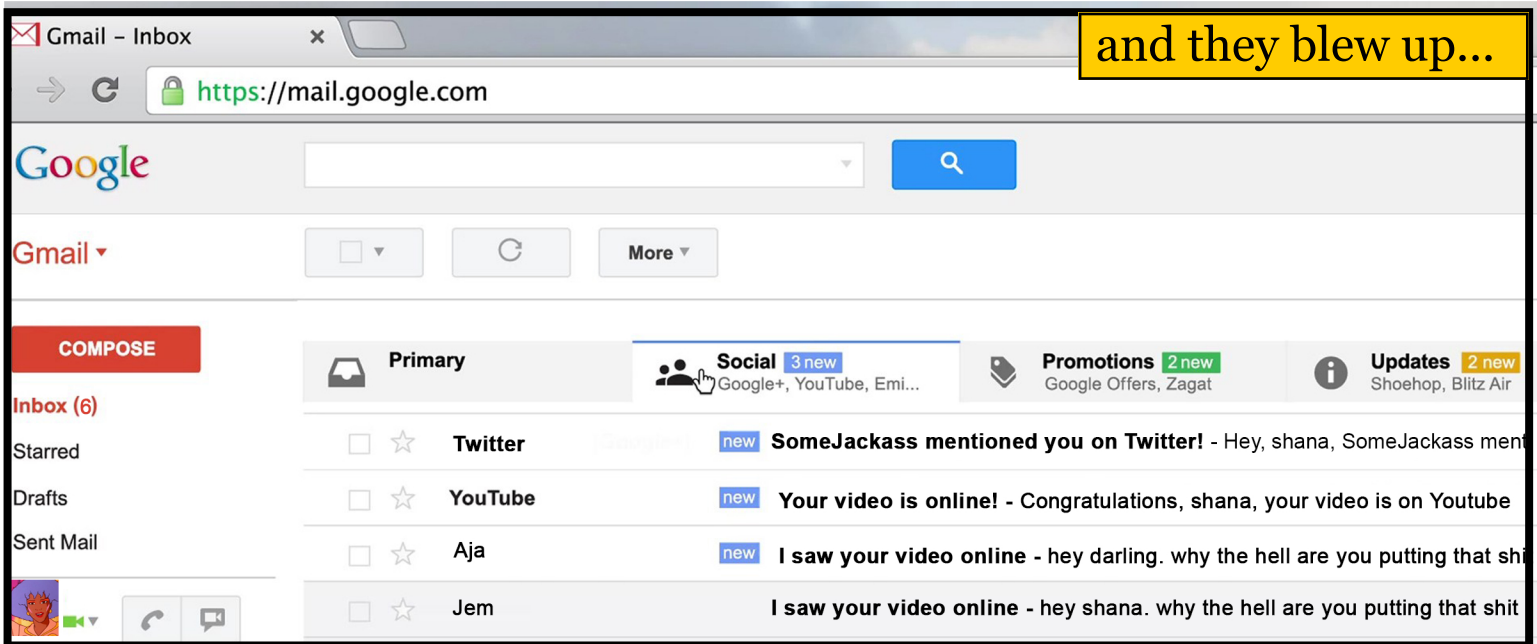 Gmail – Inbox ×
and they blew up...
https://mail.google.com
Google
Gmail
More
COMPOSE
Primary
Social 3 new
Google+, YouTube, Emi...
Promotions 2 new
Google Offers, Zagat
Updates 2 new
Shoehop, Blitz Air
Inbox (6)
Starred
Drafts
Sent Mail
Twitter new SomeJackass mentioned you on Twitter! - Hey, shana, SomeJackass ment
YouTube new Your video is online! - Congratulations, shana, your video is on Youtube
Aja new I saw your video online - hey darling. why the hell are you putting that shi
Jem I saw your video online - hey shana. why the hell are you putting that shit